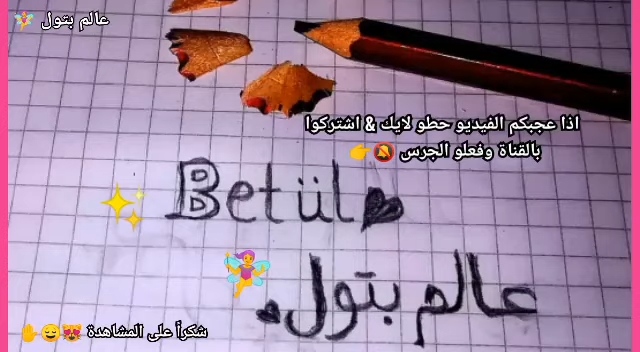 عالم بتول 🧚‍♀️
اذا عجبكم الفيديو حطو لايك & اشتركوا
بالقناة وفعلو الجرس 🔕 👉
Betül
عالم بتول
شكراً على المشاهدة 😻😌✋